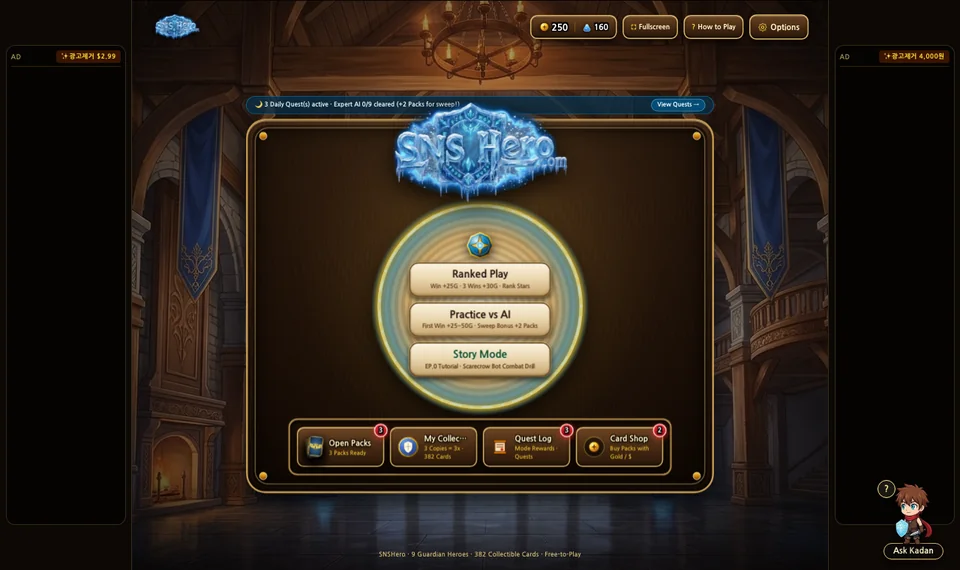 SNS Hero
250
160
Fullscreen
? How to Play
Options
AD
광고제거 $2.99
AD
광고제거 4,000원
3 Daily Quest(s) active · Expert AI 0/9 cleared (+2 Packs for sweep!)
View Quests →
SNS Hero
.com
Ranked Play
Win +25G · 3 Wins +30G · Rank Stars
Practice vs AI
First Win +25~50G · Sweep Bonus +2 Packs
Story Mode
EP.0 Tutorial · Scarecrow Bot Combat Drill
3
Open Packs
3 Packs Ready
My Collec···
3 Copies = 3x ·
382 Cards
3
Quest Log
Mode Rewards ·
Quests
2
Card Shop
Buy Packs with
Gold / $
?
Ask Kadan
SNSHero · 9 Guardian Heroes · 382 Collectible Cards · Free-to-Play